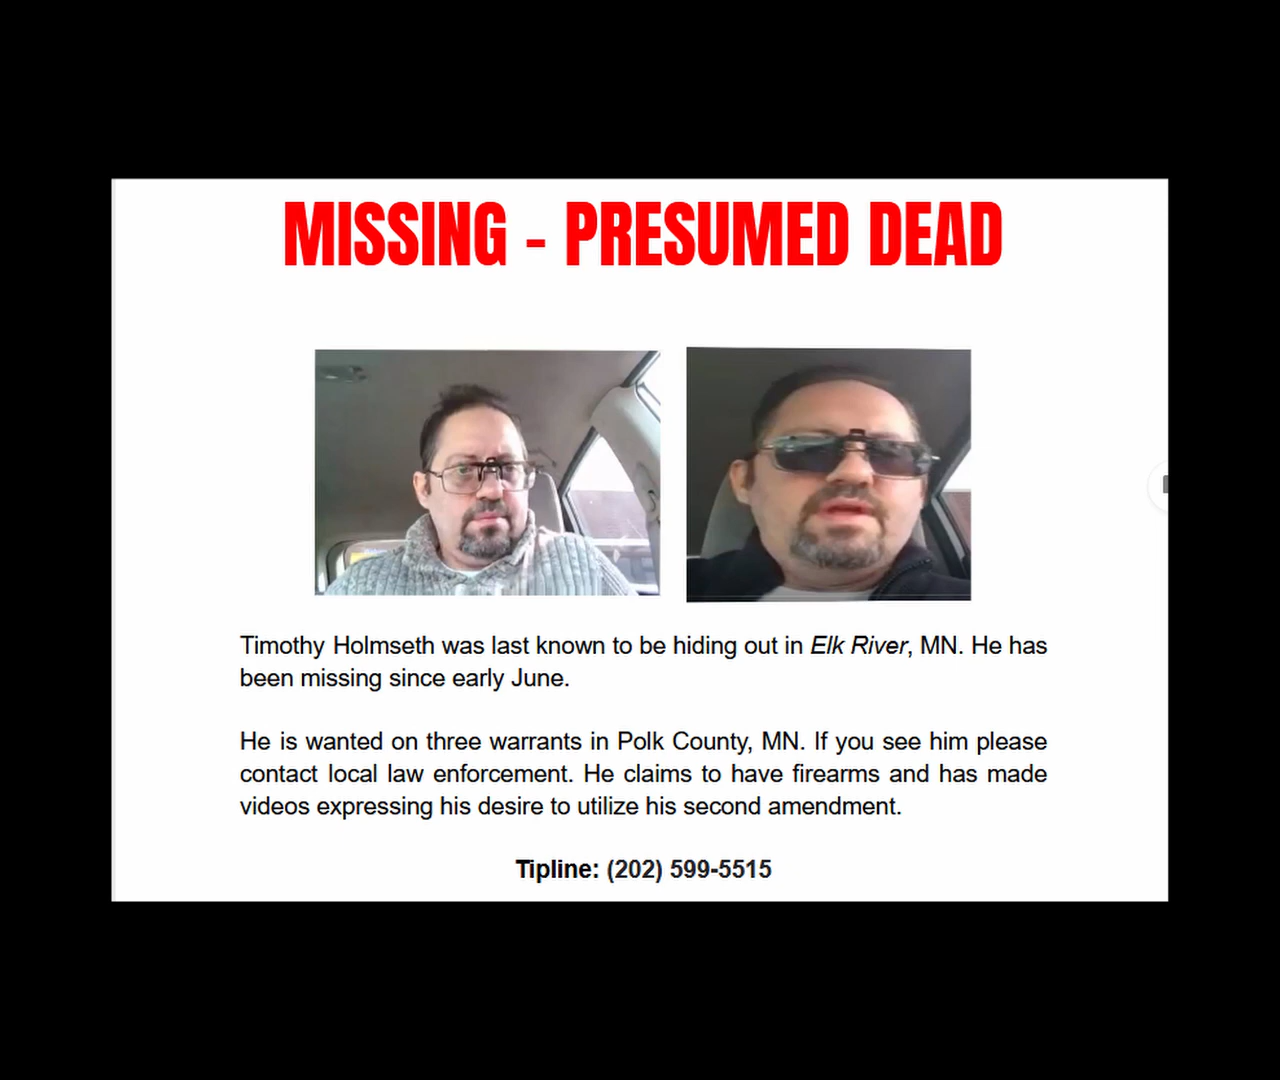 MISSING - PRESUMED DEAD
Timothy Holmseth was last known to be hiding out in Elk River, MN. He has
been missing since early June.
He is wanted on three warrants in Polk County, MN. If you see him please
contact local law enforcement. He claims to have firearms and has made
videos expressing his desire to utilize his second amendment.
Tipline: (202) 599-5515